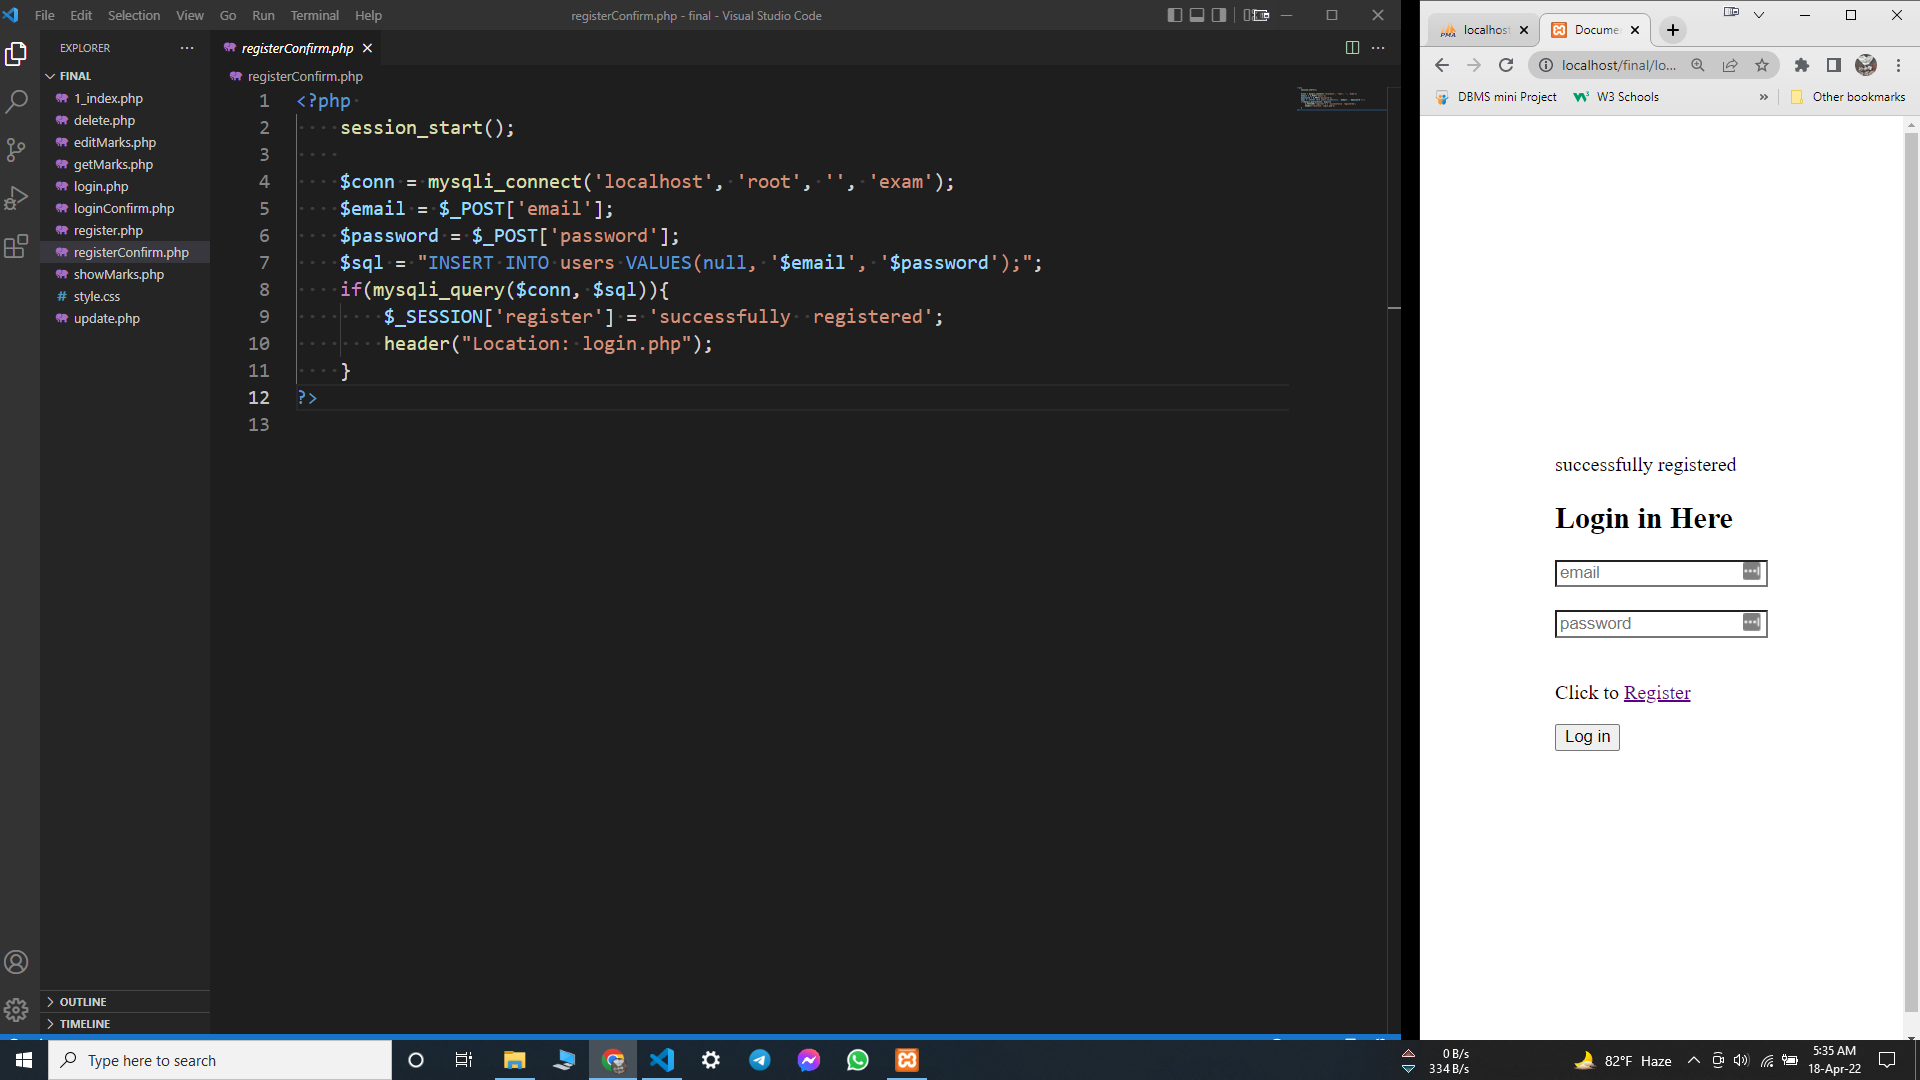 File Edit Selection View Go Run Terminal Help
registerConfirm.php - final - Visual Studio Code
EXPLORER
FINAL
1_index.php
delete.php
editMarks.php
getMarks.php
login.php
loginConfirm.php
register.php
registerConfirm.php
showMarks.php
# style.css
update.php
OUTLINE
TIMELINE
registerConfirm.php
registerConfirm.php
1 <?php
2 session_start();
3
4 $conn = mysqli_connect('localhost', 'root', '', 'exam');
5 $email = $_POST['email'];
6 $password = $_POST['password'];
7 $sql = "INSERT INTO users VALUES(null, '$email', '$password');";
8 if(mysqli_query($conn, $sql)){
9 $_SESSION['register'] = 'successfully  registered';
10 header("Location: login.php");
11 }
12 ?>
13
PMA localhos
Docume
localhost/final/lo...
DBMS mini Project W3 Schools » Other bookmarks
successfully registered
Login in Here
email
password
Click to Register
Log in
Type here to search
0 B/s
334 B/s
82°F Haze
5:35 AM
18-Apr-22